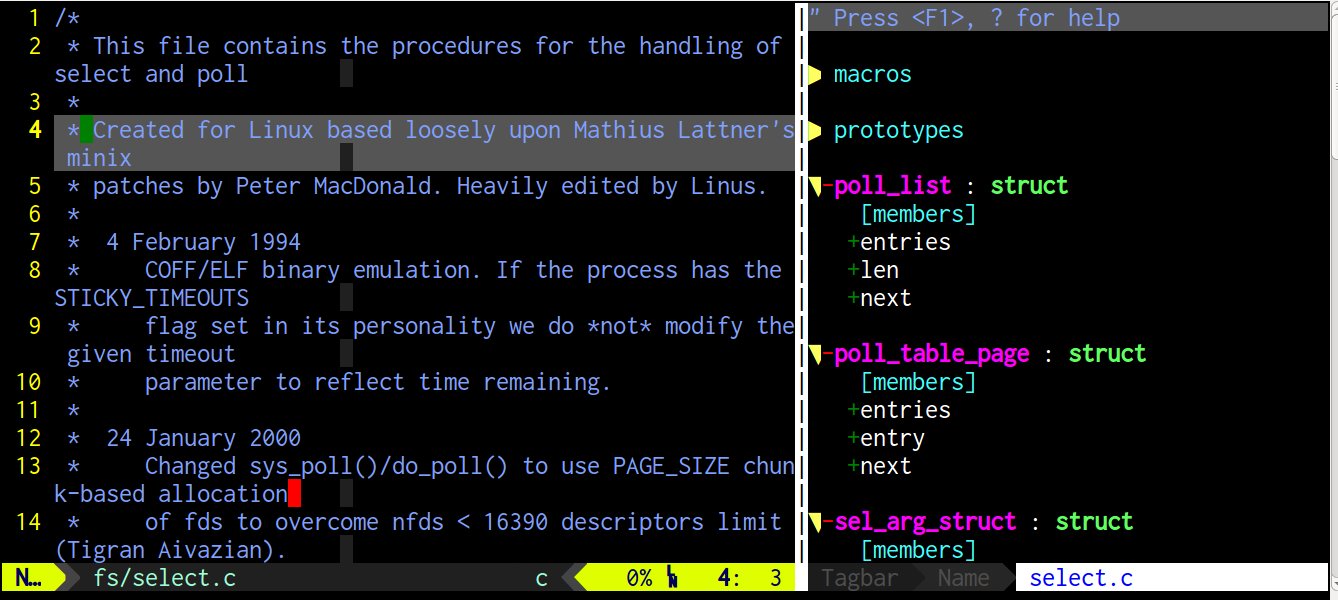 1 /*
2  * This file contains the procedures for the handling of
select and poll
3  *
4  * Created for Linux based loosely upon Mathius Lattner's
minix
5  * patches by Peter MacDonald. Heavily edited by Linus.
6  *
7  *  4 February 1994
8  *     COFF/ELF binary emulation. If the process has the
STICKY_TIMEOUTS
9  *     flag set in its personality we do *not* modify the
given timeout
10  *     parameter to reflect time remaining.
11  *
12  *  24 January 2000
13  *     Changed sys_poll()/do_poll() to use PAGE_SIZE chun
k-based allocation
14  *     of fds to overcome nfds < 16390 descriptors limit
(Tigran Aivazian).
N… fs/select.c c 0% 4: 3
" Press <F1>, ? for help
▶ macros
▶ prototypes
▼-poll_list : struct
[members]
+entries
+len
+next
▼-poll_table_page : struct
[members]
+entries
+entry
+next
▼-sel_arg_struct : struct
[members]
Tagbar Name select.c